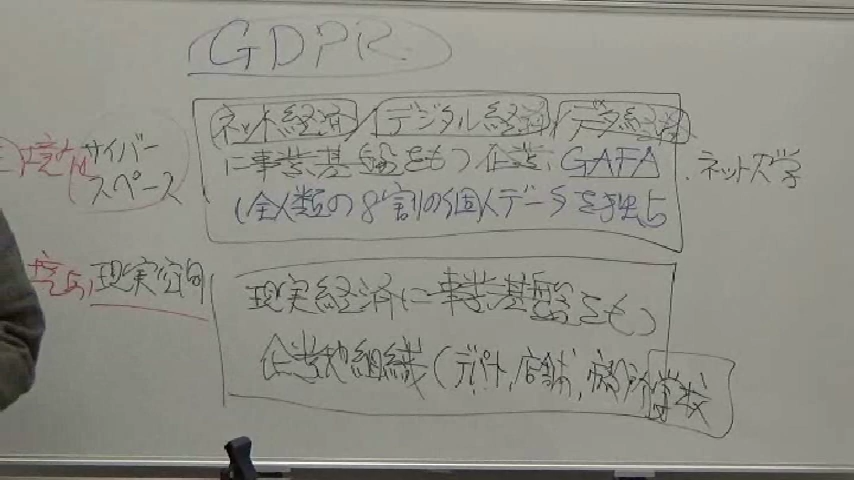 GDPR
サイバースペース
ネット経済/デジタル経済/データ経済
に事業基盤をもつ企業、GAFA
(全人類の8割の個人データを独占
・ネット大学
現実空間
現実経済に事業基盤をもつ
企業や組織(デパート,店舗,病院,学校